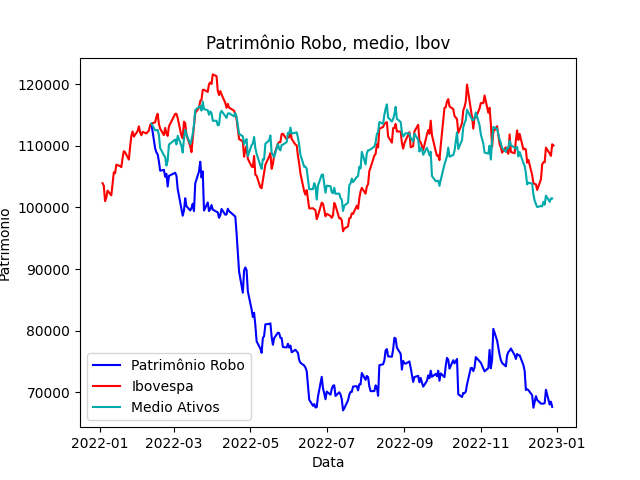 Patrimônio Robo, medio, Ibov
120000
110000
100000
90000
80000
70000
Patrimonio
Patrimônio Robo
Ibovespa
Medio Ativos
2022-01 2022-03 2022-05 2022-07 2022-09 2022-11 2023-01
Data